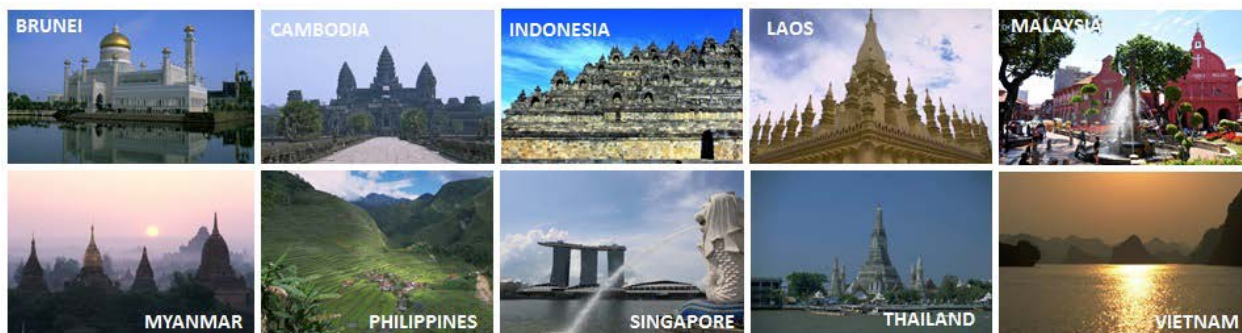 BRUNEI
CAMBODIA
INDONESIA
LAOS
MALAYSIA
MYANMAR
PHILIPPINES
SINGAPORE
THAILAND
VIETNAM